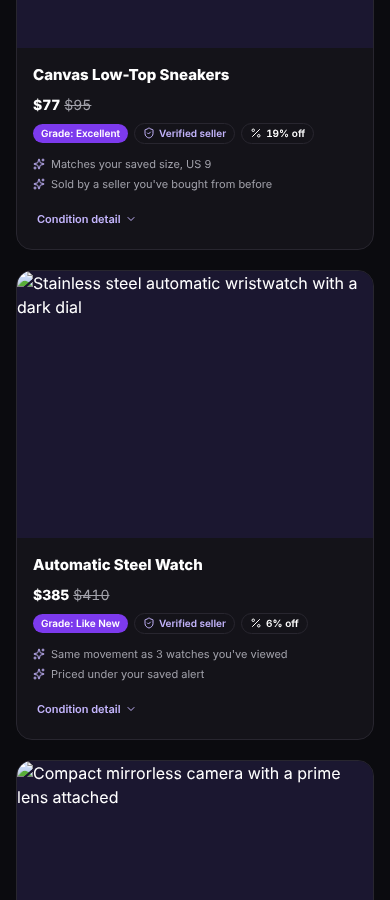 Canvas Low-Top Sneakers
$77 $95
Grade: Excellent Verified seller 19% off
Matches your saved size, US 9
Sold by a seller you've bought from before
Condition detail
Stainless steel automatic wristwatch with a
dark dial
Automatic Steel Watch
$385 $410
Grade: Like New Verified seller 6% off
Same movement as 3 watches you've viewed
Priced under your saved alert
Condition detail
Compact mirrorless camera with a prime
lens attached